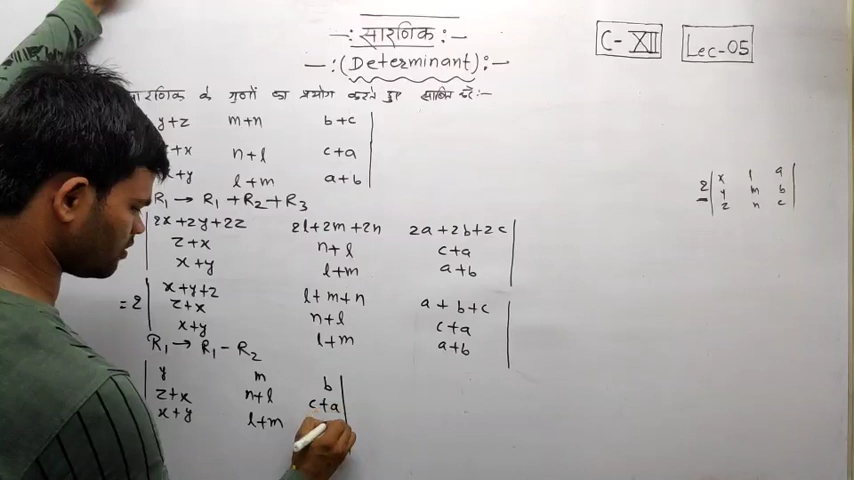 -: सारणिक :-
-: (Determinant) :-
C- XII
Lec-05
सारणिक के गुणों का प्रयोग करते हुए साबित करें:-
y+z m+n b+c
z+x n+l c+a
x+y l+m a+b
R₁ → R₁ + R₂ + R₃
2x+2y+2z 2l+2m+2n 2a+2b+2c
z+x n+l c+a
x+y l+m a+b
x+y+z l+m+n a+b+c
= 2 z+x n+l c+a
x+y l+m a+b
R₁ → R₁ - R₂
y m b
z+x n+l c+a
x+y l+m
x l a
2 y m b
z n c